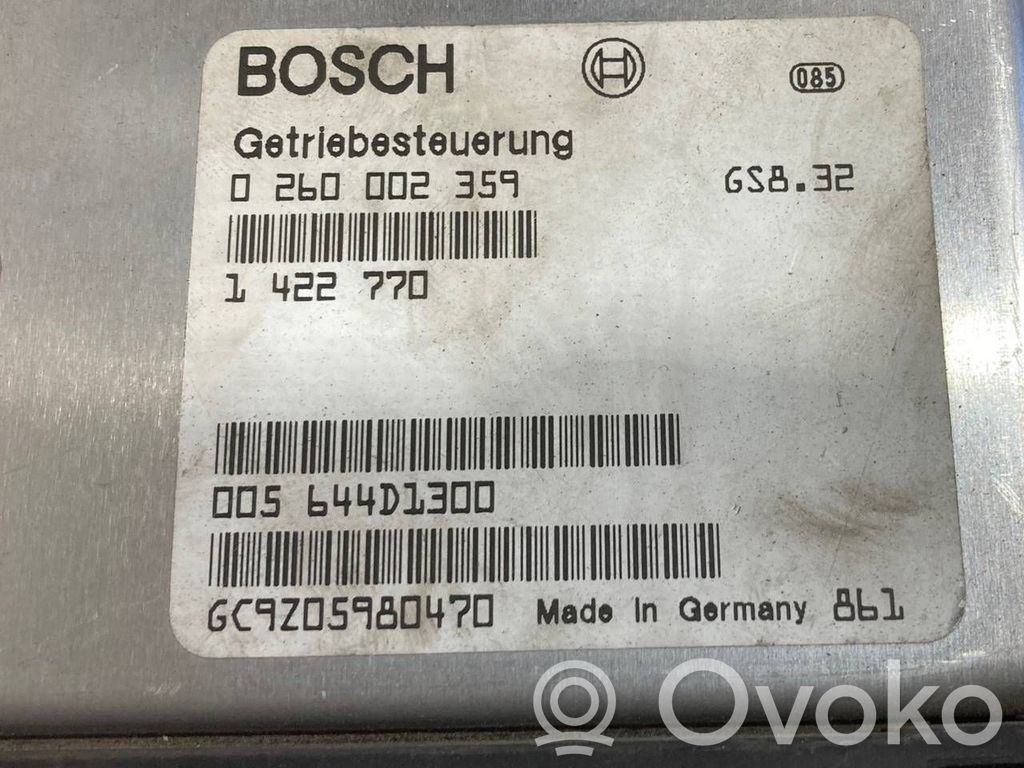 BOSCH
085
Getriebesteuerung
0 260 002 359 GS8.32
1 422 770
005 644D1300
GC9Z05980470 Made in Germany 861
Ovoko